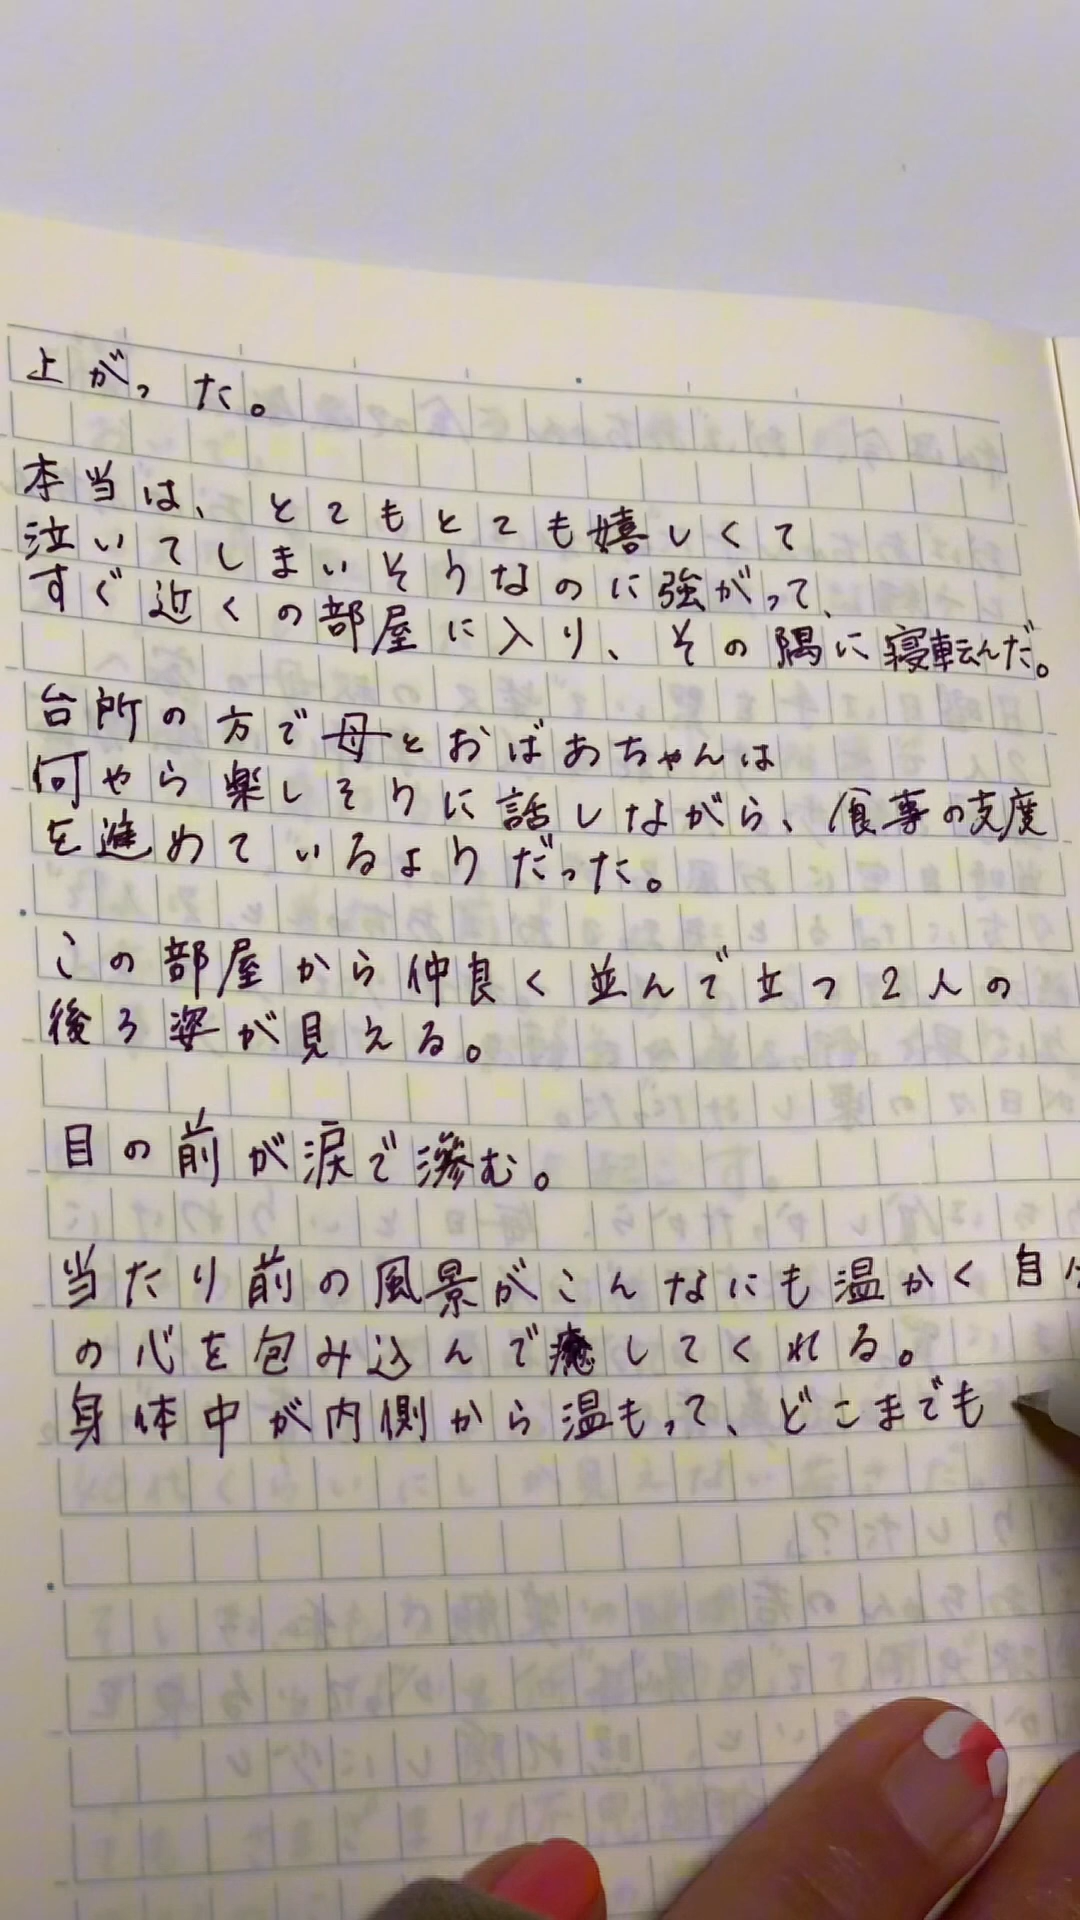 上がった。
本当は、とてもとても嬉しくて
泣いてしまいそうなのに強がって、
すぐ近くの部屋に入り、その隅に寝転んだ。
台所の方で母とおばあちゃんは
何やら楽しそうに話しながら、食事の支度
を進めているようだった。
この部屋から仲良く並んで立つ2人の
後ろ姿が見える。
目の前が涙で滲む。
当たり前の風景がこんなにも温かく自分
の心を包み込んで癒してくれる。
身体中が内側から温もって、どこまでも